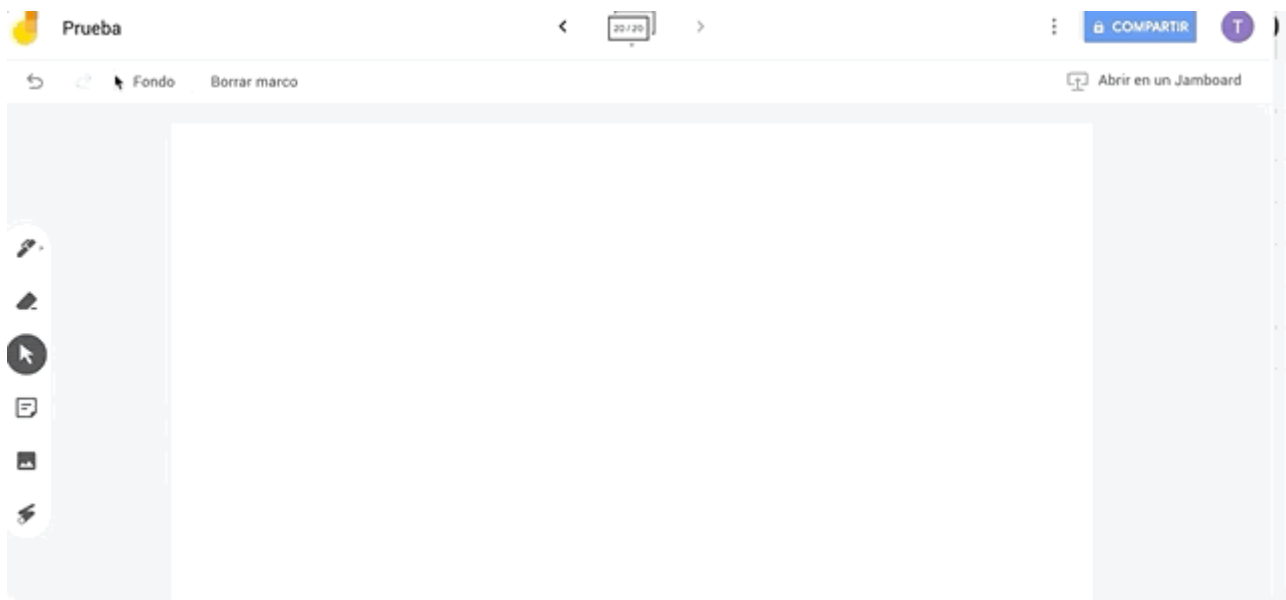 Prueba
20 / 20
COMPARTIR
T
Fondo
Borrar marco
Abrir en un Jamboard